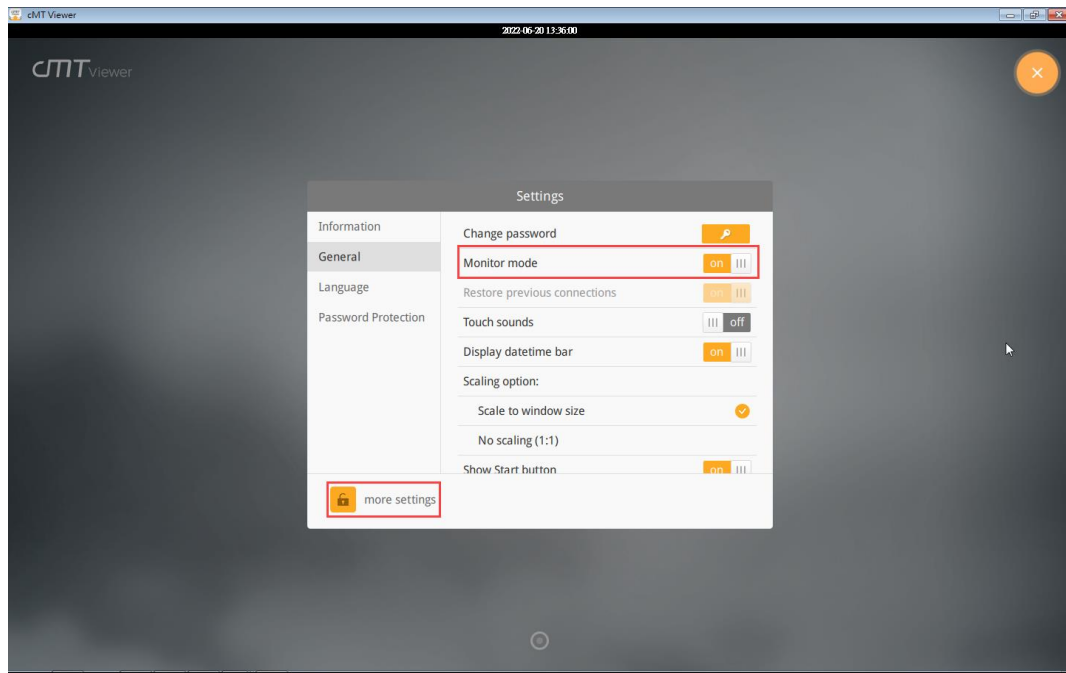 cMT Viewer
2022-06-20 13:36:00
cMT Viewer
Settings
Information
General
Language
Password Protection
Change password
Monitor mode on
Restore previous connections on
Touch sounds off
Display datetime bar on
Scaling option:
Scale to window size
No scaling (1:1)
Show Start button on
more settings